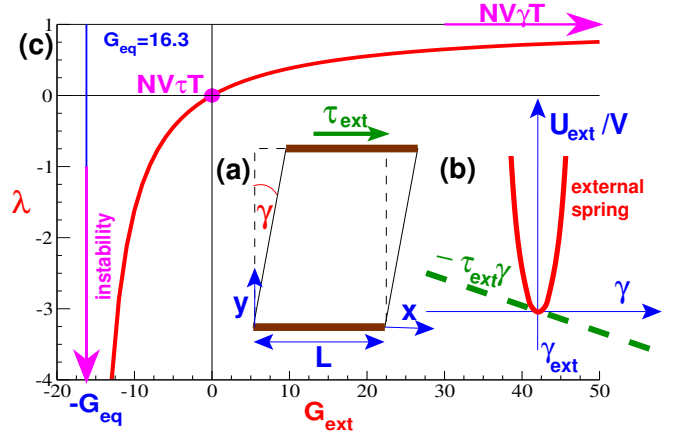 (c)
G_eq=16.3
NVγT
NVτT
1
0
-1
-2
-3
-4
λ
instability
(a)
τ_ext
γ
y
x
L
(b)
U_ext /V
external
spring
− τ_ext γ
γ
γ_ext
-20
-10
0
10
20
30
40
50
-G_eq
G_ext